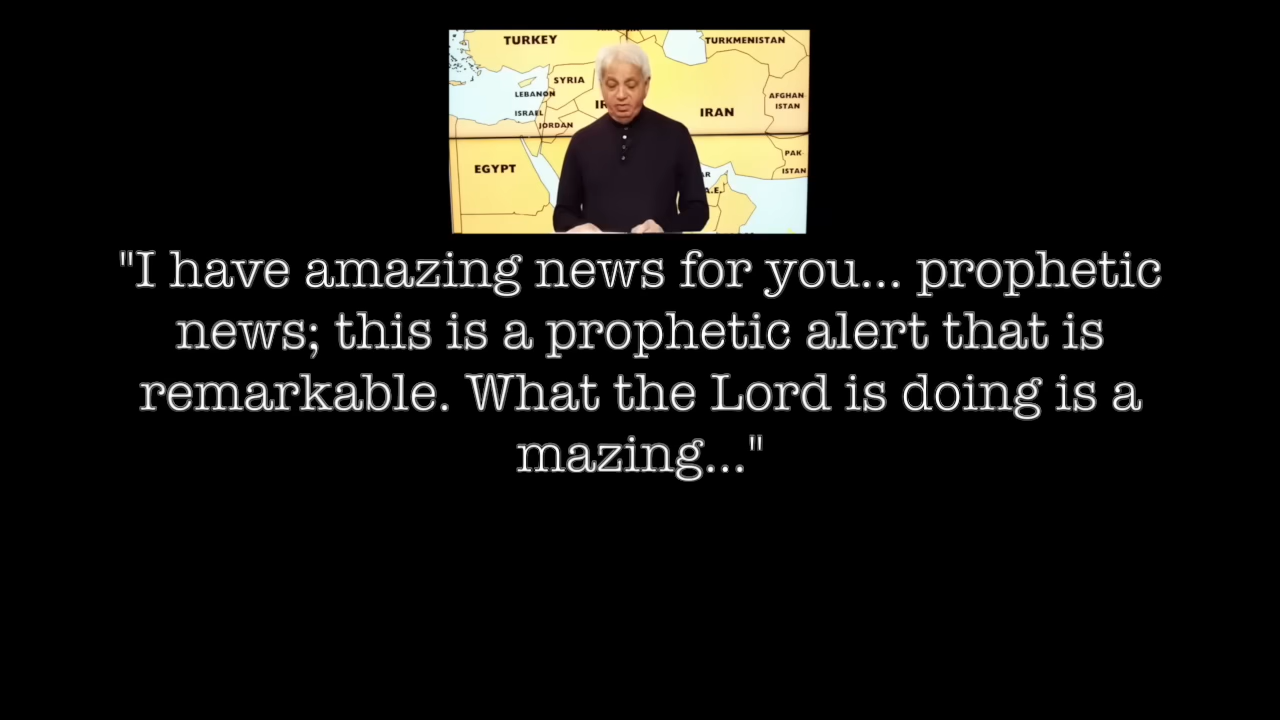 TURKEY
TURKMENISTAN
SYRIA
LEBANON
AFGHAN
ISTAN
IRAN
ISRAEL
JORDAN
PAK
ISTAN
EGYPT
A.E.
"I have amazing news for you... prophetic
news; this is a prophetic alert that is
remarkable. What the Lord is doing is a
mazing..."